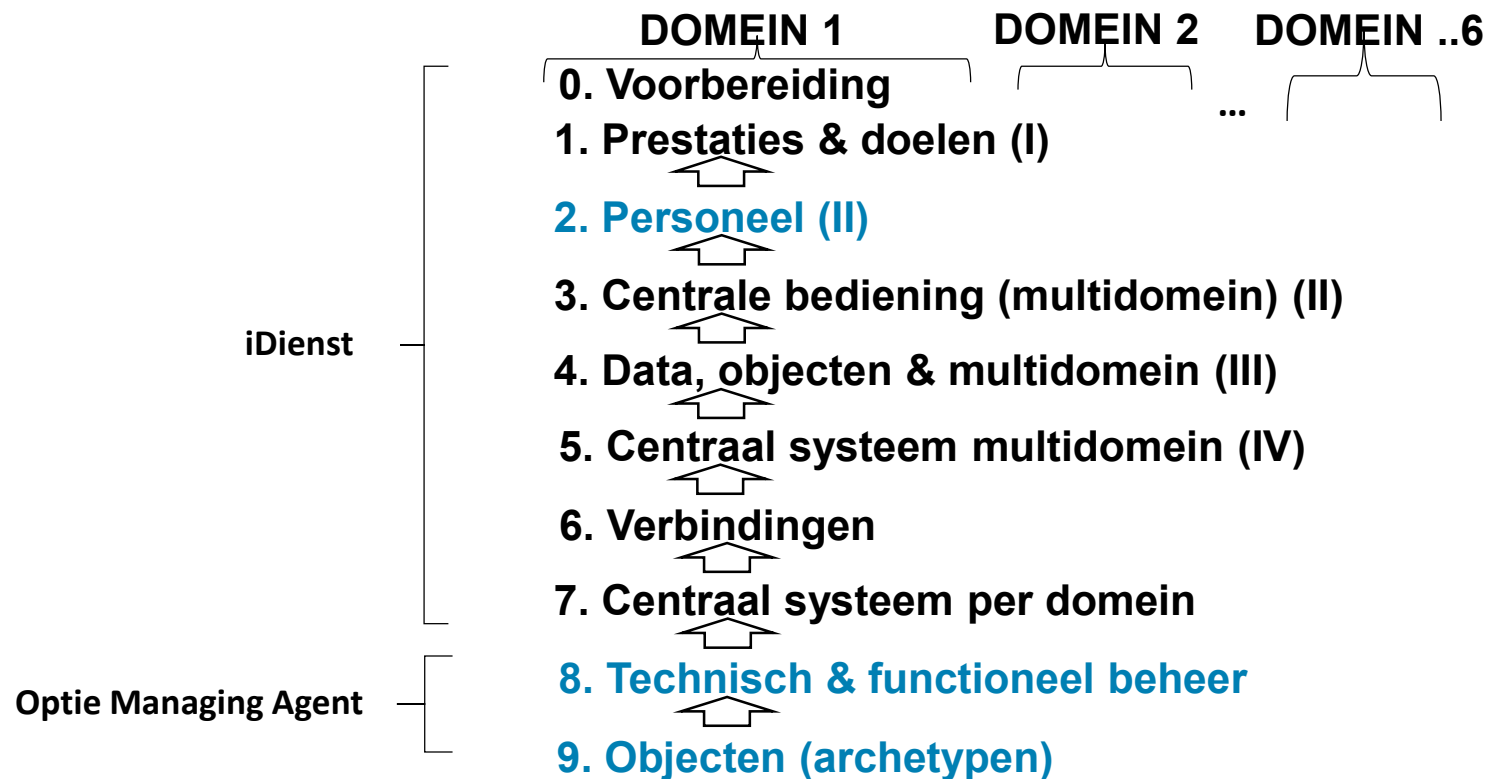 DOMEIN 1 DOMEIN 2 DOMEIN ..6
0. Voorbereiding
...
1. Prestaties & doelen (I)
2. Personeel (II)
3. Centrale bediening (multidomein) (II)
iDienst
4. Data, objecten & multidomein (III)
5. Centraal systeem multidomein (IV)
6. Verbindingen
7. Centraal systeem per domein
8. Technisch & functioneel beheer
Optie Managing Agent
9. Objecten (archetypen)